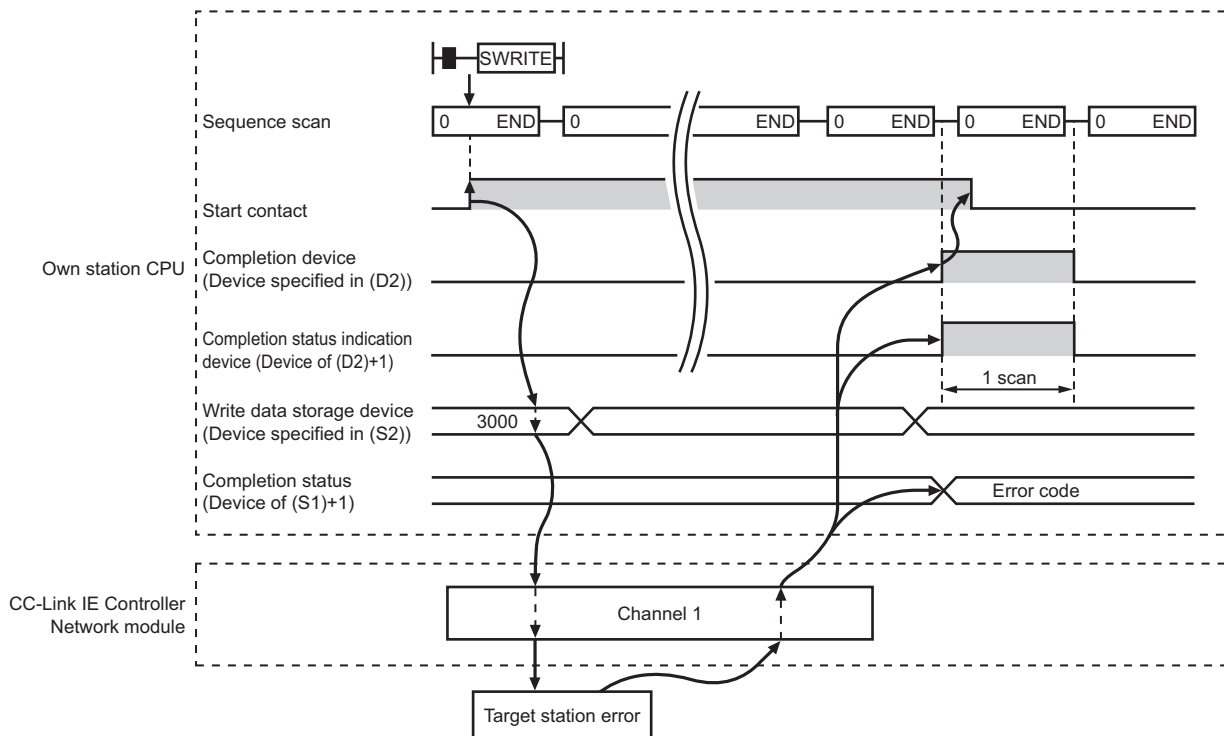 SWRITE
Sequence scan
0 END 0 END 0 END 0 END 0 END
Start contact
Own station CPU
Completion device
(Device specified in (D2))
Completion status indication
device (Device of (D2)+1)
1 scan
Write data storage device
(Device specified in (S2))
3000
Completion status
(Device of (S1)+1)
Error code
CC-Link IE Controller
Network module
Channel 1
Target station error